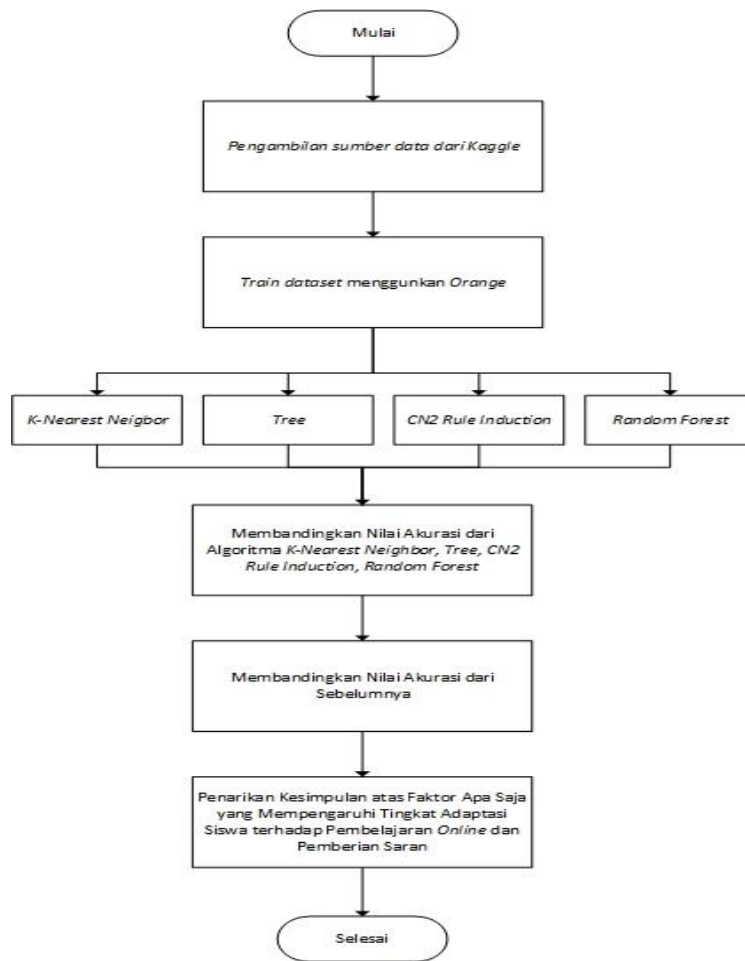 Mulai
Pengambilan sumber data dari Kaggle
Train dataset menggunkan Orange
K-Nearest Neigbor
Tree
CN2 Rule Induction
Random Forest
Membandingkan Nilai Akurasi dari
Algoritma K-Nearest Neighbor, Tree, CN2
Rule Induction, Random Forest
Membandingkan Nilai Akurasi dari
Sebelumnya
Penarikan Kesimpulan atas Faktor Apa Saja
yang Mempengaruhi Tingkat Adaptasi
Siswa terhadap Pembelajaran Online dan
Pemberian Saran
Selesai